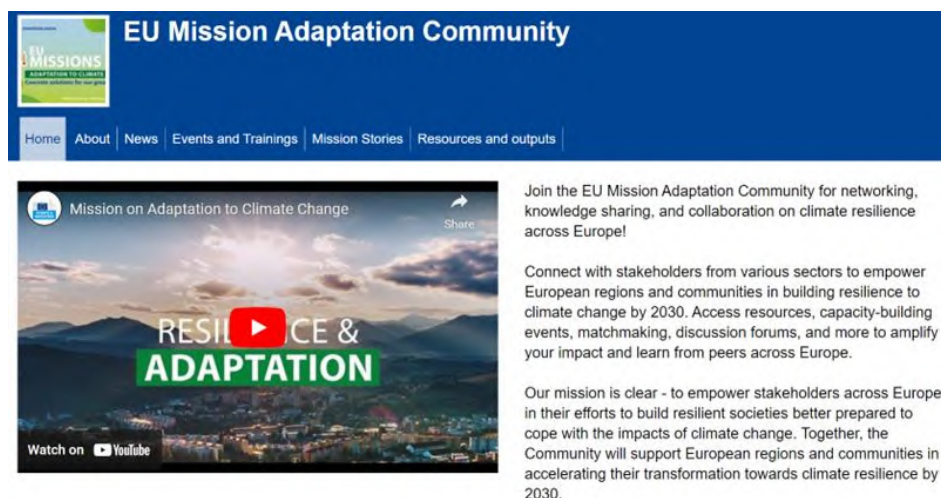 EU Mission Adaptation Community
EU
MISSIONS
ADAPTATION TO CLIMATE
Concrete solutions for our grea
Home
About
News
Events and Trainings
Mission Stories
Resources and outputs
Mission on Adaptation to Climate Change
Share
RESIL CE &
ADAPTATION
Watch on YouTube
Join the EU Mission Adaptation Community for networking,
knowledge sharing, and collaboration on climate resilience
across Europe!
Connect with stakeholders from various sectors to empower
European regions and communities in building resilience to
climate change by 2030. Access resources, capacity-building
events, matchmaking, discussion forums, and more to amplify
your impact and learn from peers across Europe.
Our mission is clear - to empower stakeholders across Europe
in their efforts to build resilient societies better prepared to
cope with the impacts of climate change. Together, the
Community will support European regions and communities in
accelerating their transformation towards climate resilience by
2030.